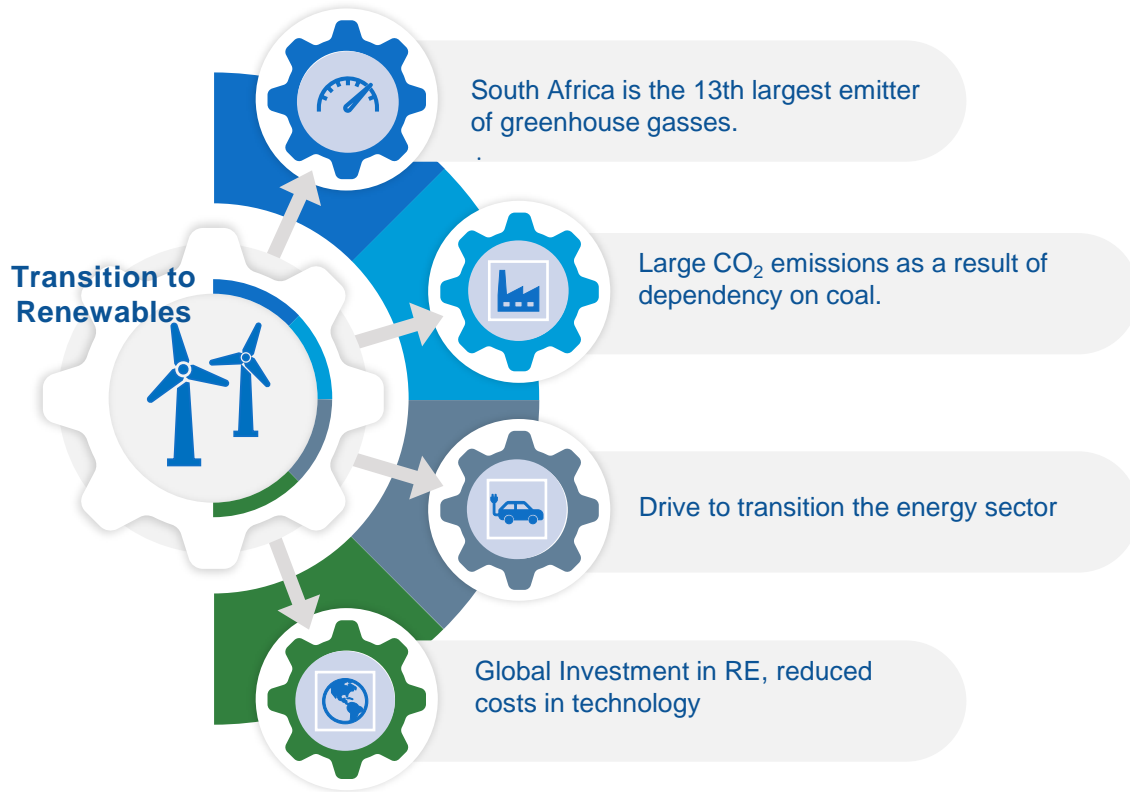 South Africa is the 13th largest emitter
of greenhouse gasses.
.
Transition to
Renewables
Large CO₂ emissions as a result of
dependency on coal.
Drive to transition the energy sector
Global Investment in RE, reduced
costs in technology